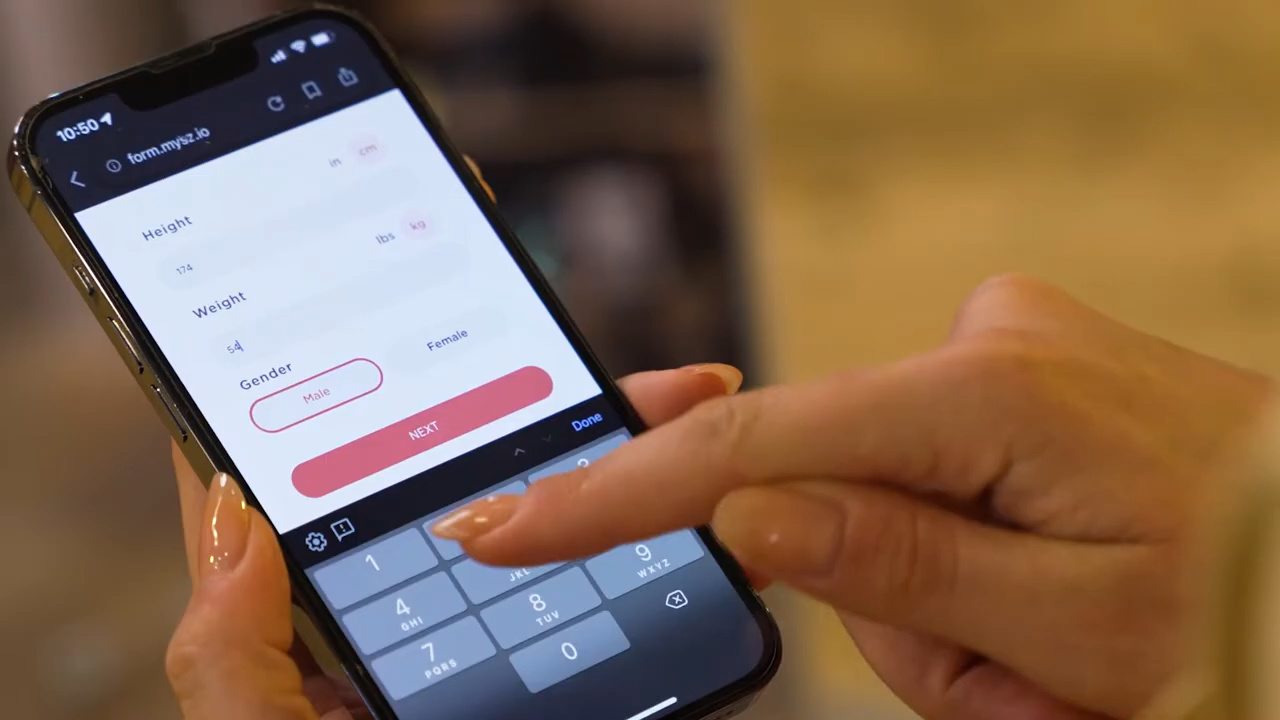 10:50
form.mysz.io
in cm
Height
174
lbs kg
Weight
54
Gender
Male Female
NEXT
Done
1
4
GHI
JKL
7
PQRS
8
TUV
9
WXYZ
0